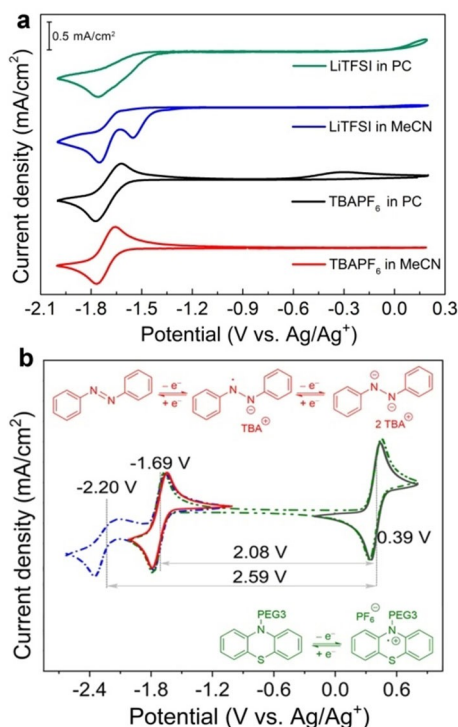 a
0.5 mA/cm²
LiTFSI in PC
LiTFSI in MeCN
TBAPF₆ in PC
TBAPF₆ in MeCN
Current density (mA/cm²)
-2.1 -1.8 -1.5 -1.2 -0.9 -0.6 -0.3 0.0 0.3
Potential (V vs. Ag/Ag⁺)
b
N N − e⁻ + e⁻ N N − e⁻ + e⁻ N N
TBA⊕ 2 TBA⊕
-1.69 V
-2.20 V
0.39 V
2.08 V
2.59 V
PEG3 PF₆⊖ PEG3
N − e⁻ N
S + e⁻ S
Current density (mA/cm²)
-2.4 -1.8 -1.2 -0.6 0.0 0.6
Potential (V vs. Ag/Ag⁺)